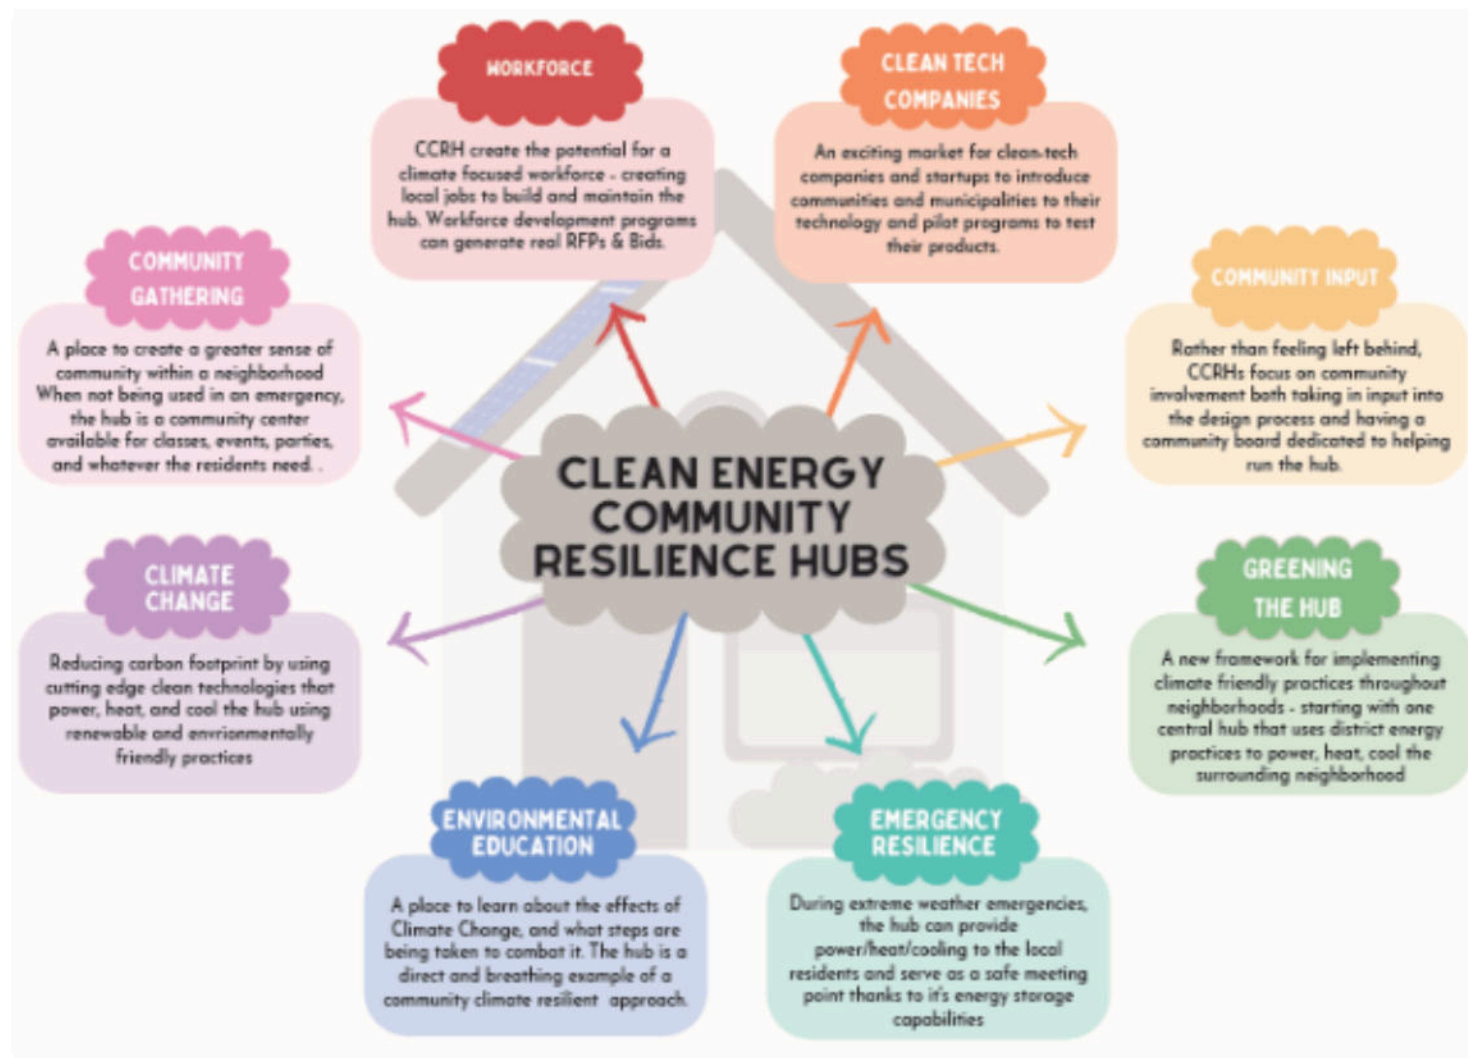 WORKFORCE
CCRH create the potential for a
climate focused workforce - creating
local jobs to build and maintain the
hub. Workforce development programs
can generate real RFPs & Bids.
CLEAN TECH
COMPANIES
An exciting market for clean-tech
companies and startups to introduce
communities and municipalities to their
technology and pilot programs to test
their products.
COMMUNITY
GATHERING
A place to create a greater sense of
community within a neighborhood
When not being used in an emergency,
the hub is a community center
available for classes, events, parties,
and whatever the residents need. .
COMMUNITY INPUT
Rather than feeling left behind,
CCRHs focus on community
involvement both taking in input into
the design process and having a
community board dedicated to helping
run the hub.
CLEAN ENERGY
COMMUNITY
RESILIENCE HUBS
CLIMATE
CHANGE
Reducing carbon footprint by using
cutting edge clean technologies that
power, heat, and cool the hub using
renewable and envrionmentally
friendly practices
GREENING
THE HUB
A new framework for implementing
climate friendly practices throughout
neighborhoods - starting with one
central hub that uses district energy
practices to power, heat, cool the
surrounding neighborhood
ENVIRONMENTAL
EDUCATION
A place to learn about the effects of
Climate Change, and what steps are
being taken to combat it. The hub is a
direct and breathing example of a
community climate resilient approach.
EMERGENCY
RESILIENCE
During extreme weather emergencies,
the hub can provide
power/heat/cooling to the local
residents and serve as a safe meeting
point thanks to it's energy storage
capabilities